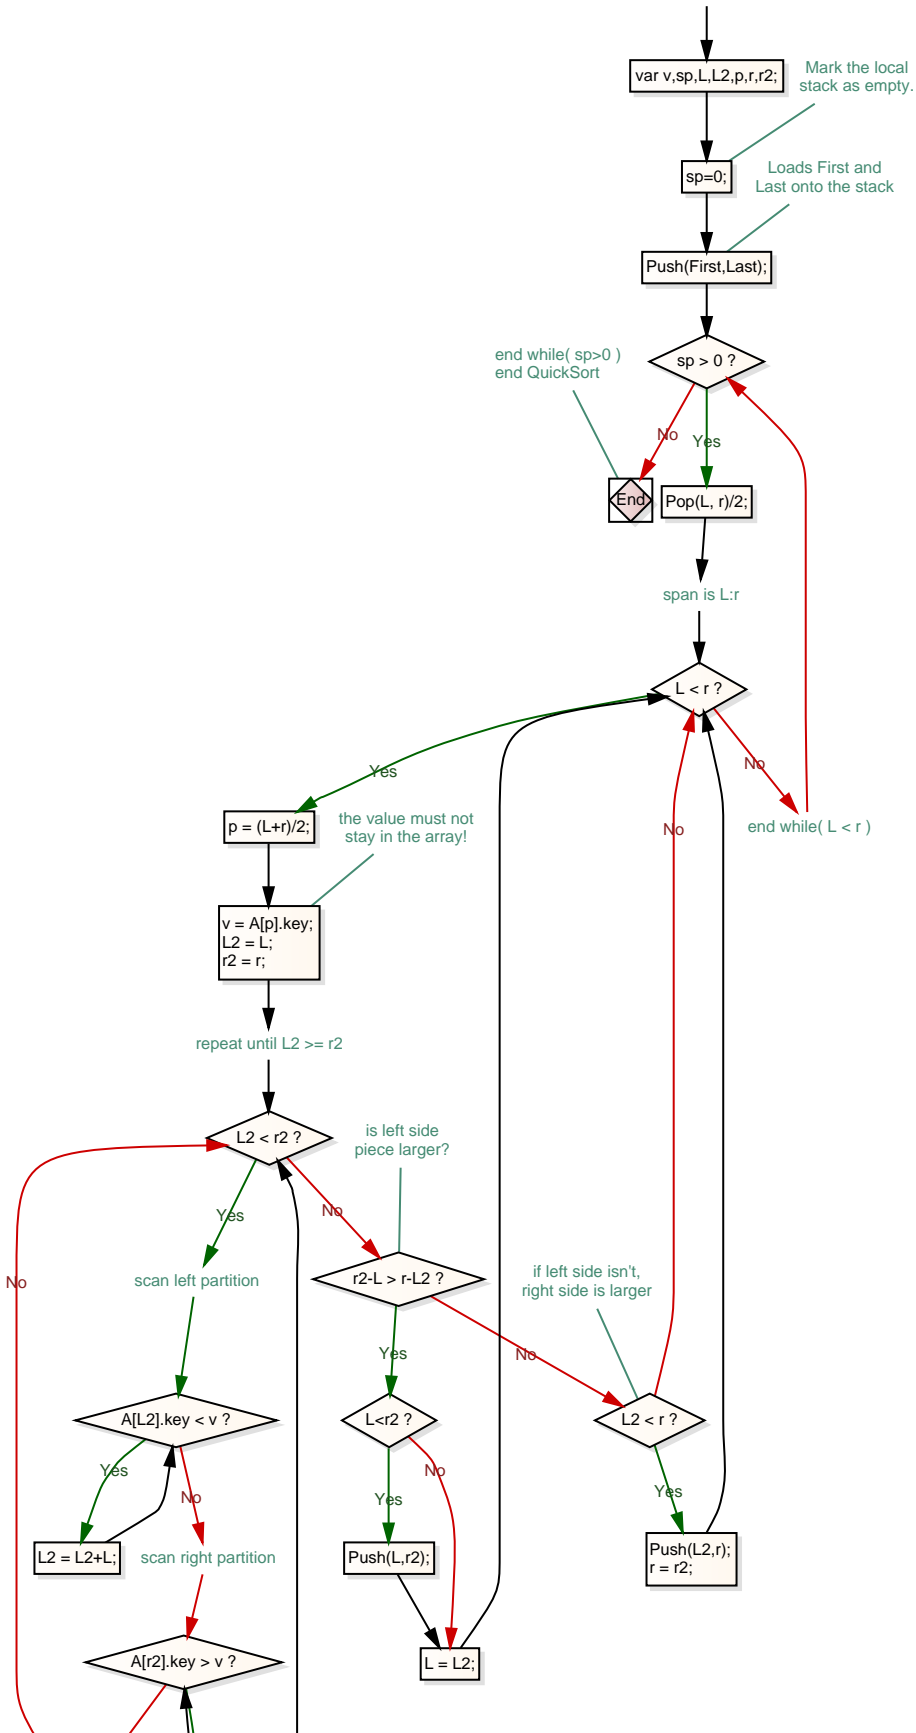 var v,sp,L,L2,p,r,r2;
Mark the local
stack as empty.
sp=0;
Loads First and
Last onto the stack
Push(First,Last);
end while( sp>0 )
end QuickSort
sp > 0 ?
No
Yes
End
Pop(L, r)/2;
span is L:r
L < r ?
Yes
No
p = (L+r)/2;
the value must not
stay in the array!
No
end while( L < r )
v = A[p].key;
L2 = L;
r2 = r;
repeat until L2 >= r2
L2 < r2 ?
is left side
piece larger?
Yes
No
No
scan left partition
r2-L > r-L2 ?
if left side isn't,
right side is larger
Yes
No
A[L2].key < v ?
L<r2 ?
L2 < r ?
Yes
No
Yes
No
Yes
L2 = L2+L;
scan right partition
Push(L,r2);
Push(L2,r);
r = r2;
A[r2].key > v ?
L = L2;